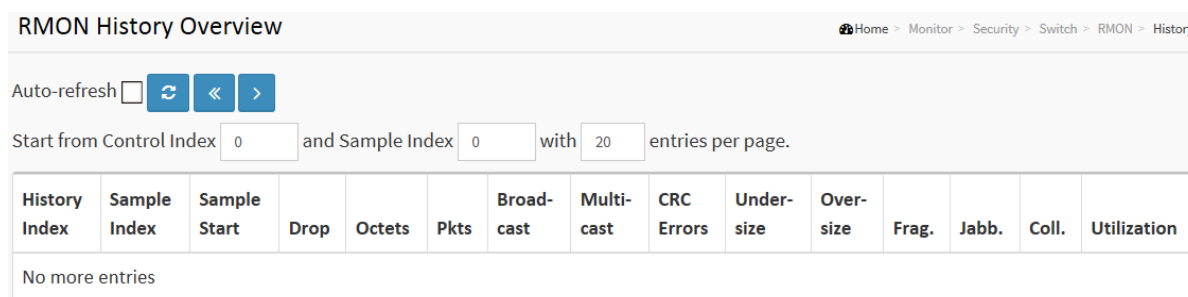 RMON History Overview
Home > Monitor > Security > Switch > RMON > History
Auto-refresh
Start from Control Index 0 and Sample Index 0 with 20 entries per page.
History Index Sample Index Sample Start Drop Octets Pkts Broad-cast Multi-cast CRC Errors Under-size Over-size Frag. Jabb. Coll. Utilization
No more entries